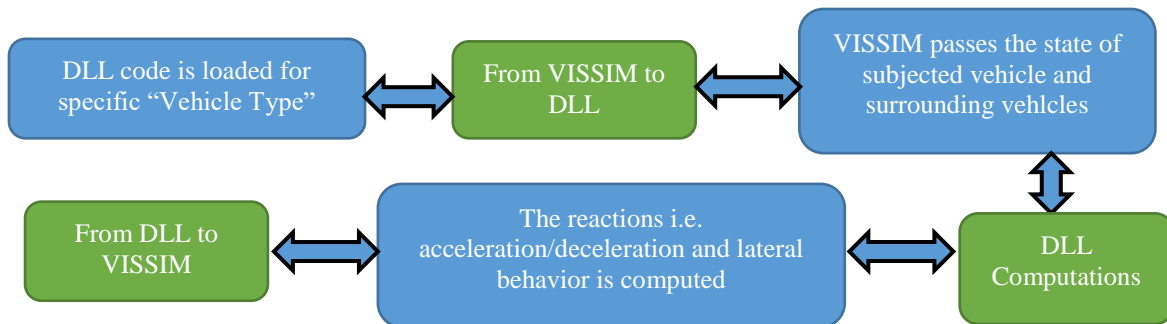 DLL code is loaded for
specific “Vehicle Type”
From VISSIM to
DLL
VISSIM passes the state of
subjected vehicle and
surrounding vehlcles
From DLL to
VISSIM
The reactions i.e.
acceleration/deceleration and lateral
behavior is computed
DLL
Computations